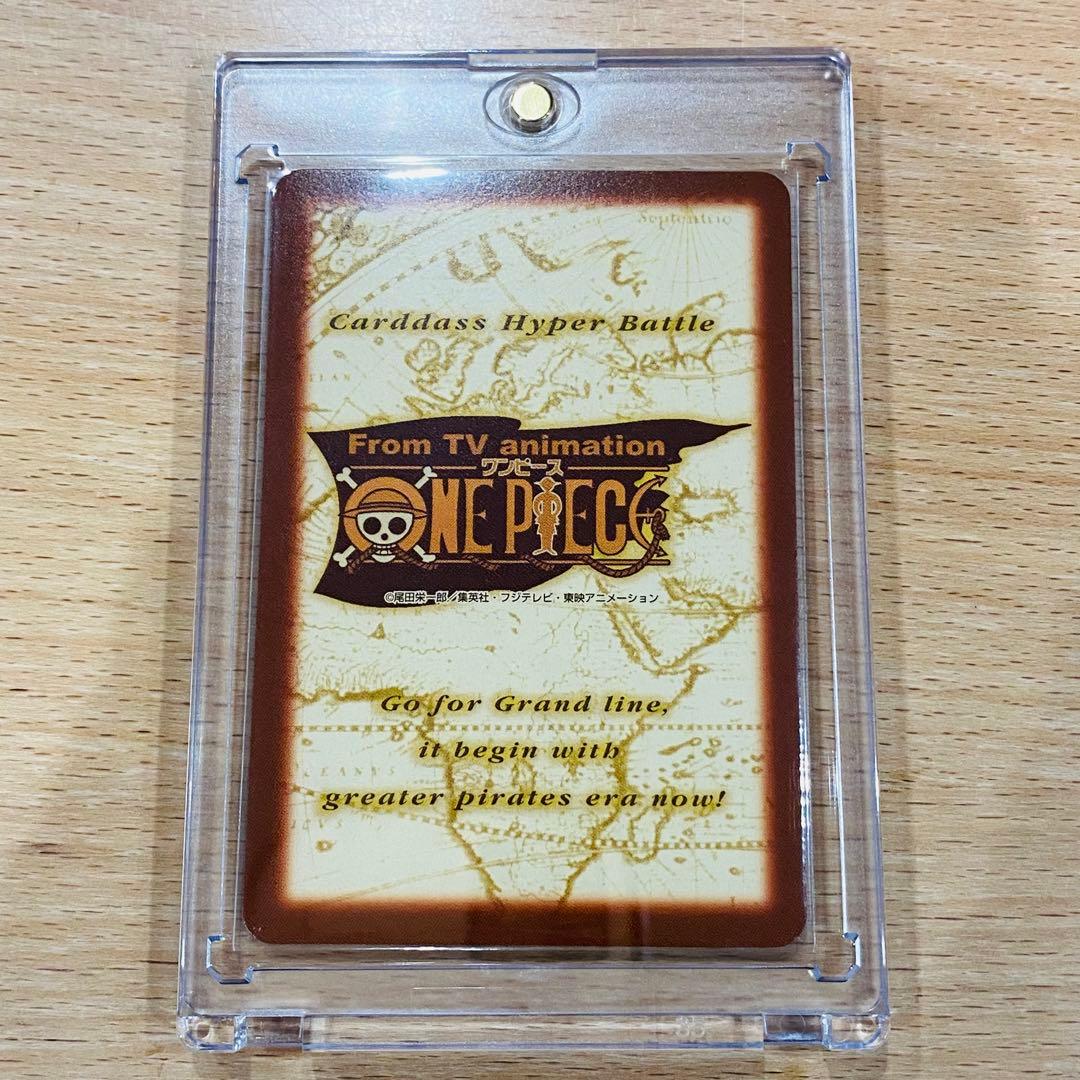 Septentrio
Carddass Hyper Battle
From TV animation
ワンピース
ONE PIECE
©尾田栄一郎／集英社・フジテレビ・東映アニメーション
Go for Grand line,
it begin with
greater pirates era now!